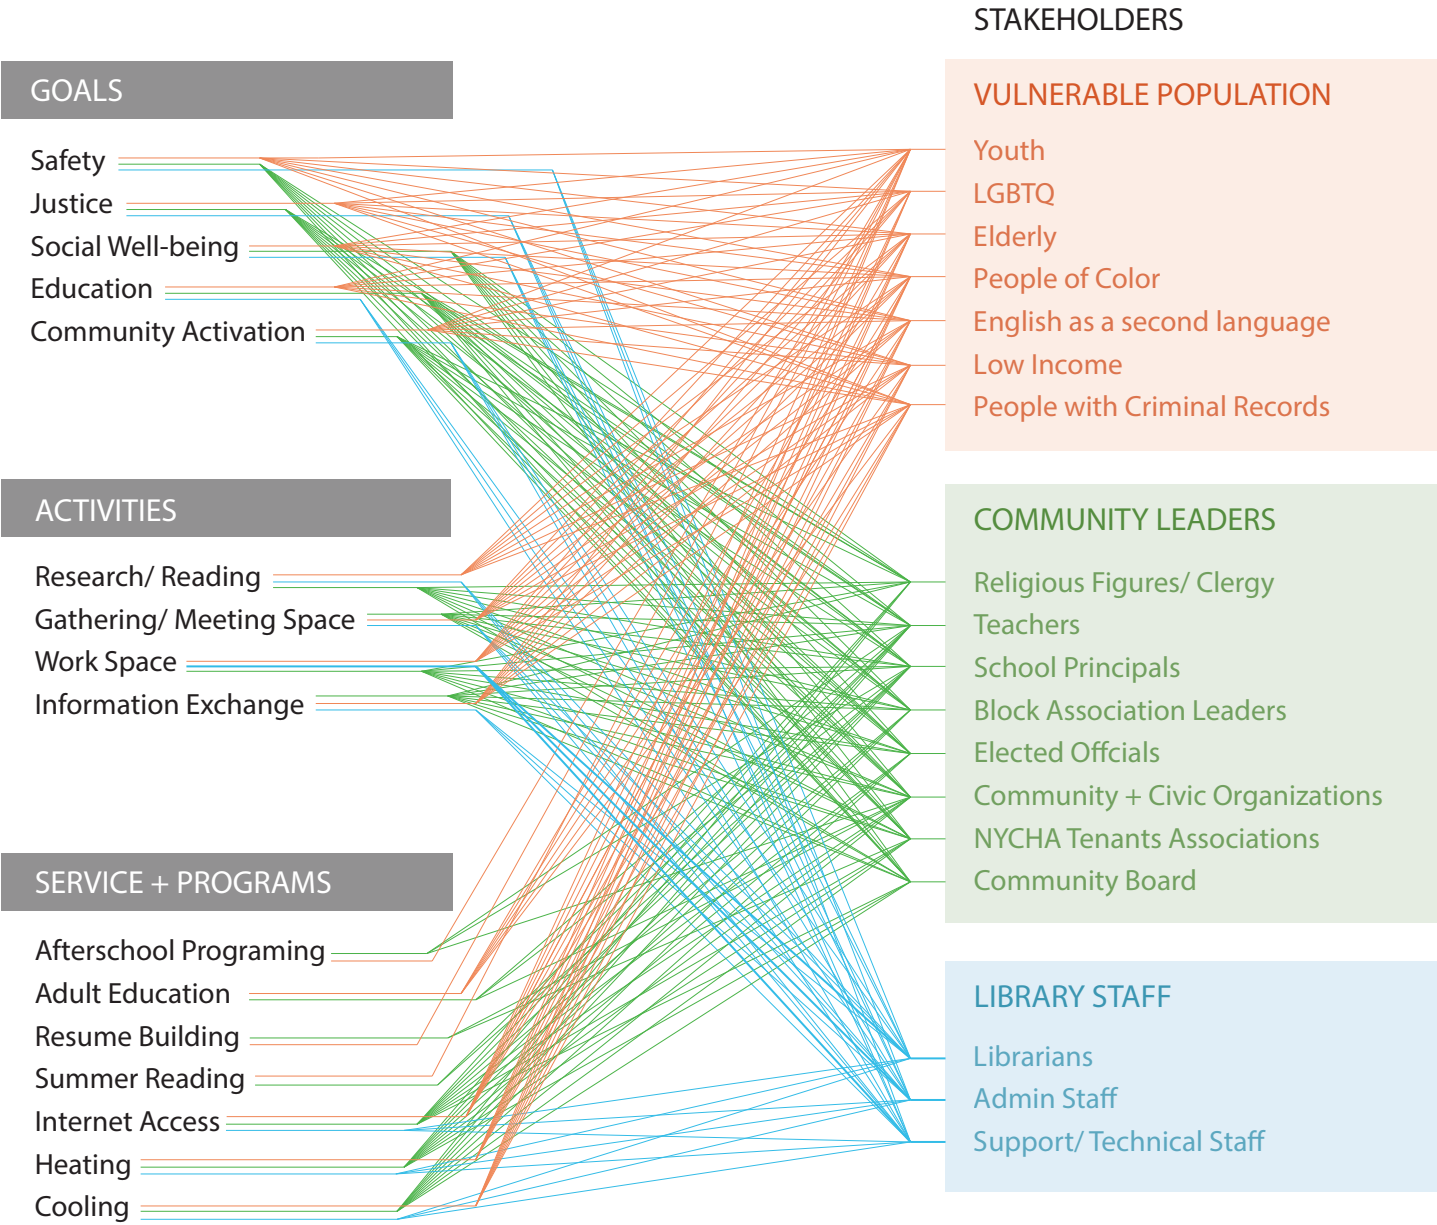 STAKEHOLDERS
GOALS
Safety
Justice
Social Well-being
Education
Community Activation
ACTIVITIES
Research/ Reading
Gathering/ Meeting Space
Work Space
Information Exchange
SERVICE + PROGRAMS
Afterschool Programing
Adult Education
Resume Building
Summer Reading
Internet Access
Heating
Cooling
VULNERABLE POPULATION
Youth
LGBTQ
Elderly
People of Color
English as a second language
Low Income
People with Criminal Records
COMMUNITY LEADERS
Religious Figures/ Clergy
Teachers
School Principals
Block Association Leaders
Elected Offcials
Community + Civic Organizations
NYCHA Tenants Associations
Community Board
LIBRARY STAFF
Librarians
Admin Staff
Support/ Technical Staff